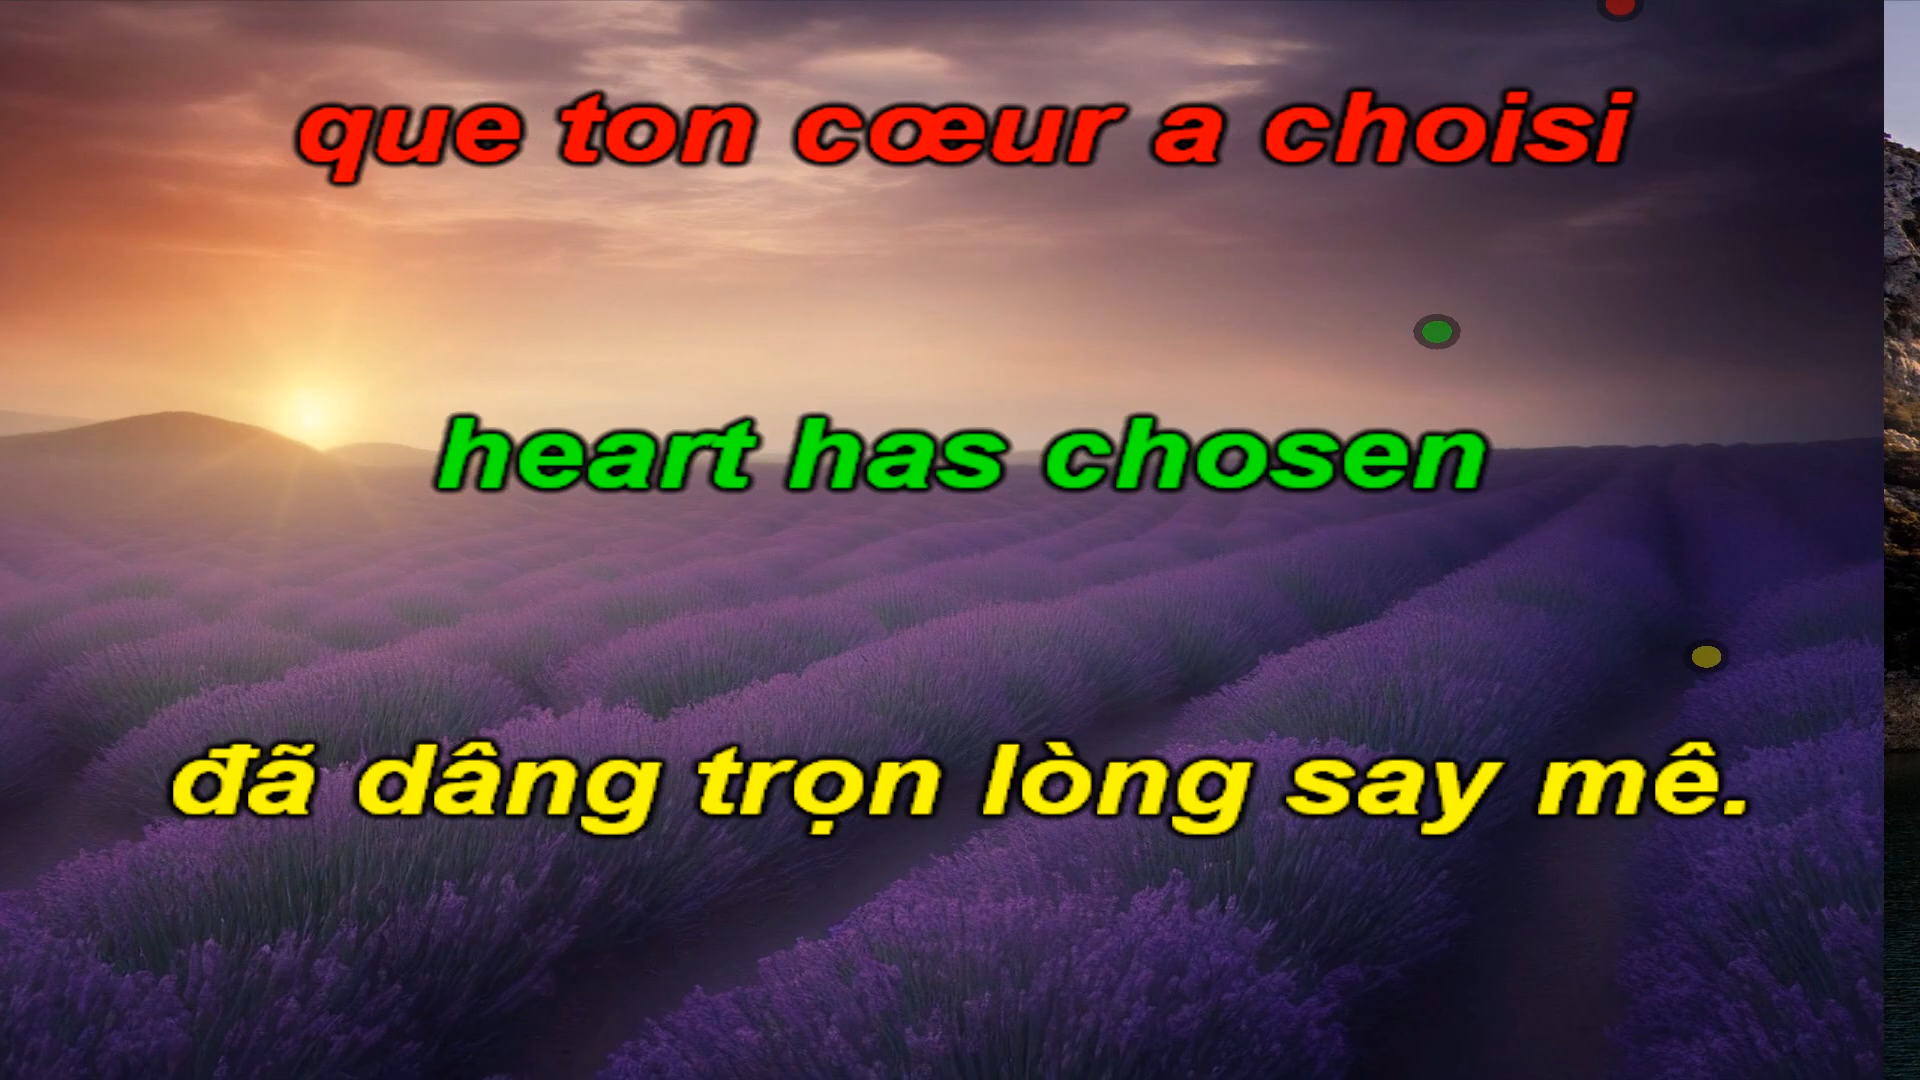 que ton cœur a choisi
heart has chosen
đã dâng trọn lòng say mê.